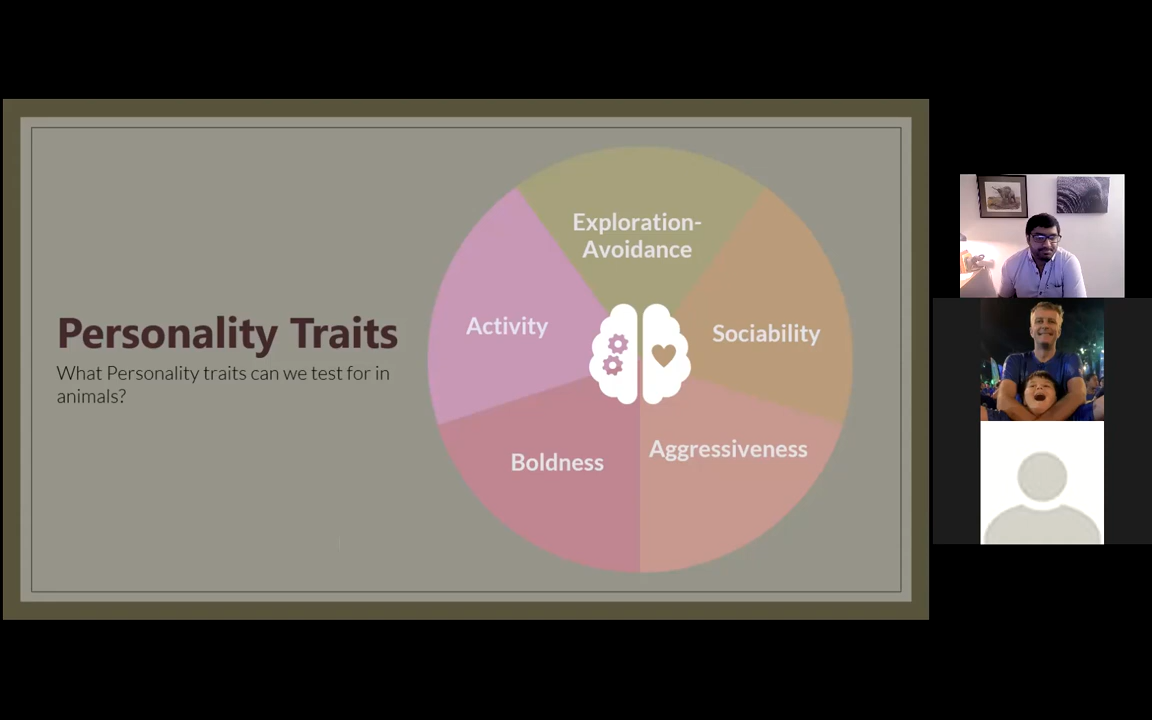 Personality Traits
What Personality traits can we test for in
animals?
Exploration-
Avoidance
Activity
Sociability
Boldness
Aggressiveness